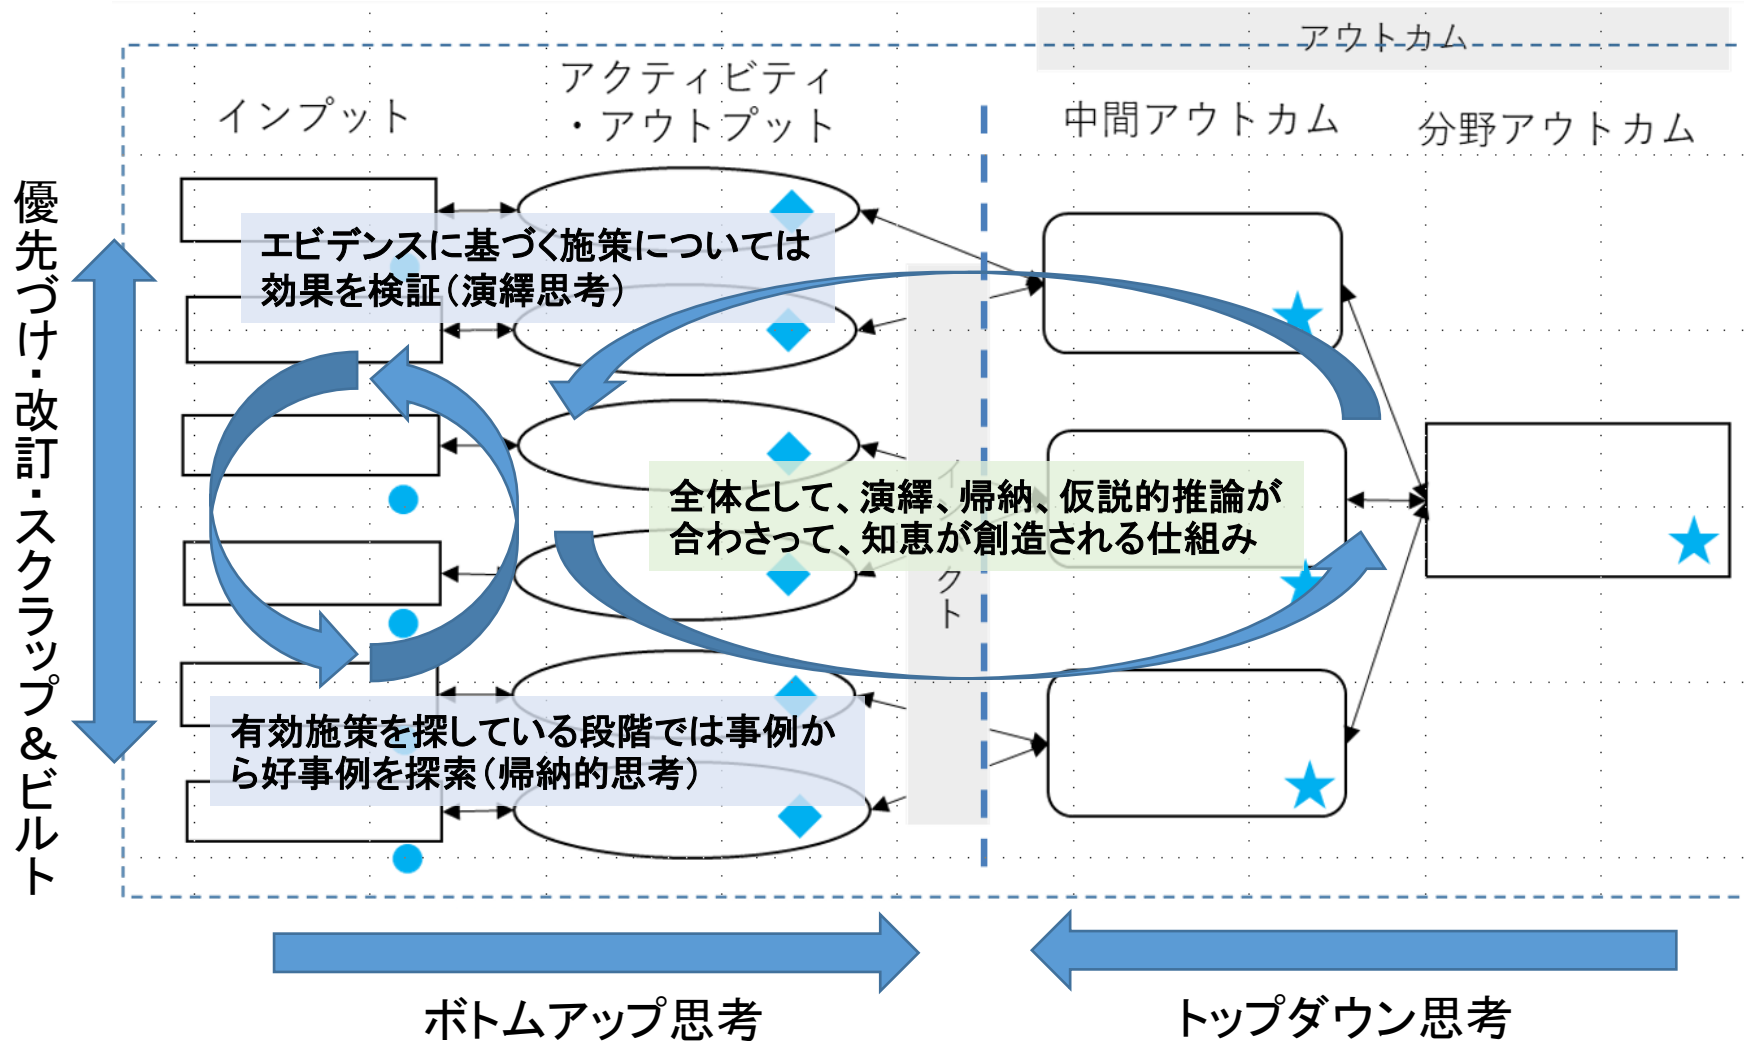 アウトカム
インプット
アクティビティ
・アウトプット
中間アウトカム
分野アウトカム
優先づけ・改訂・スクラップ＆ビルト
エビデンスに基づく施策については
効果を検証（演繹思考）
インパクト
全体として、演繹、帰納、仮説的推論が
合わさって、知恵が創造される仕組み
有効施策を探している段階では事例か
ら好事例を探索（帰納的思考）
ボトムアップ思考
トップダウン思考